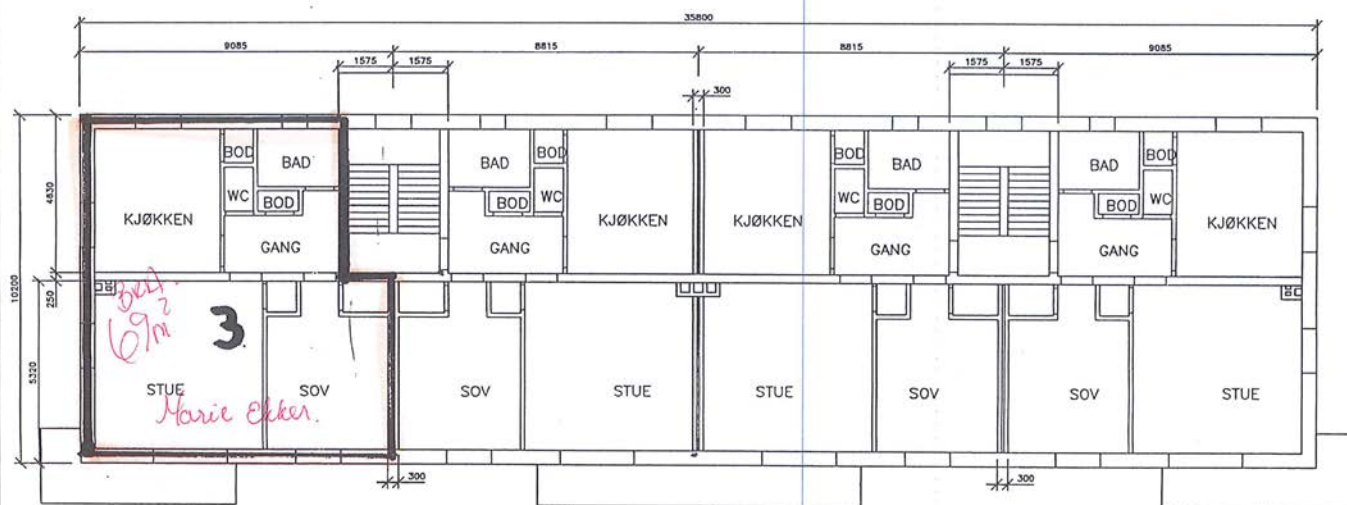 35800
9085 8815 8815 9085
1575 1575 1575 1575
300
BOD BAD BAD BOD BOD BAD BAD BOD
4830
WC BOD BOD WC WC BOD BOD WC
KJØKKEN KJØKKEN KJØKKEN KJØKKEN
GANG GANG GANG GANG
10200
250
BRA.
69m²
3.
5320
STUE SOV SOV STUE STUE SOV SOV STUE
Marie Ekker.
300 300